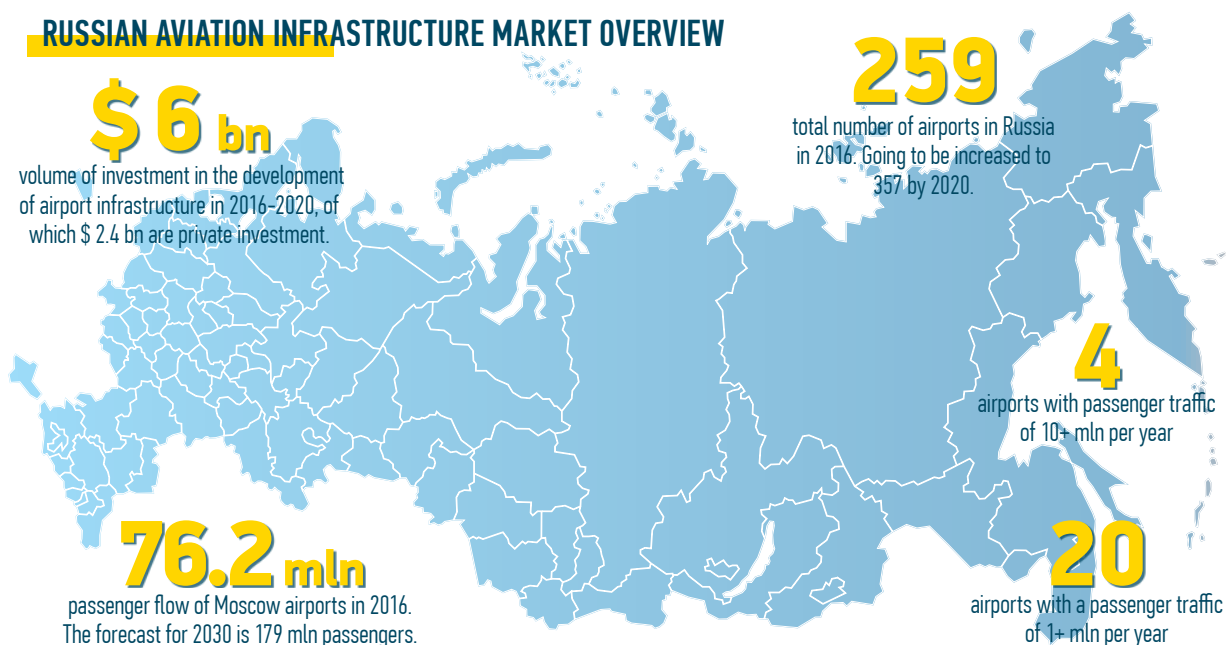 RUSSIAN AVIATION INFRASTRUCTURE MARKET OVERVIEW
$ 6 bn
volume of investment in the development
of airport infrastructure in 2016-2020, of
which $ 2.4 bn are private investment.
259
total number of airports in Russia
in 2016. Going to be increased to
357 by 2020.
4
airports with passenger traffic
of 10+ mln per year
76.2 mln
passenger flow of Moscow airports in 2016.
The forecast for 2030 is 179 mln passengers.
20
airports with a passenger traffic
of 1+ mln per year